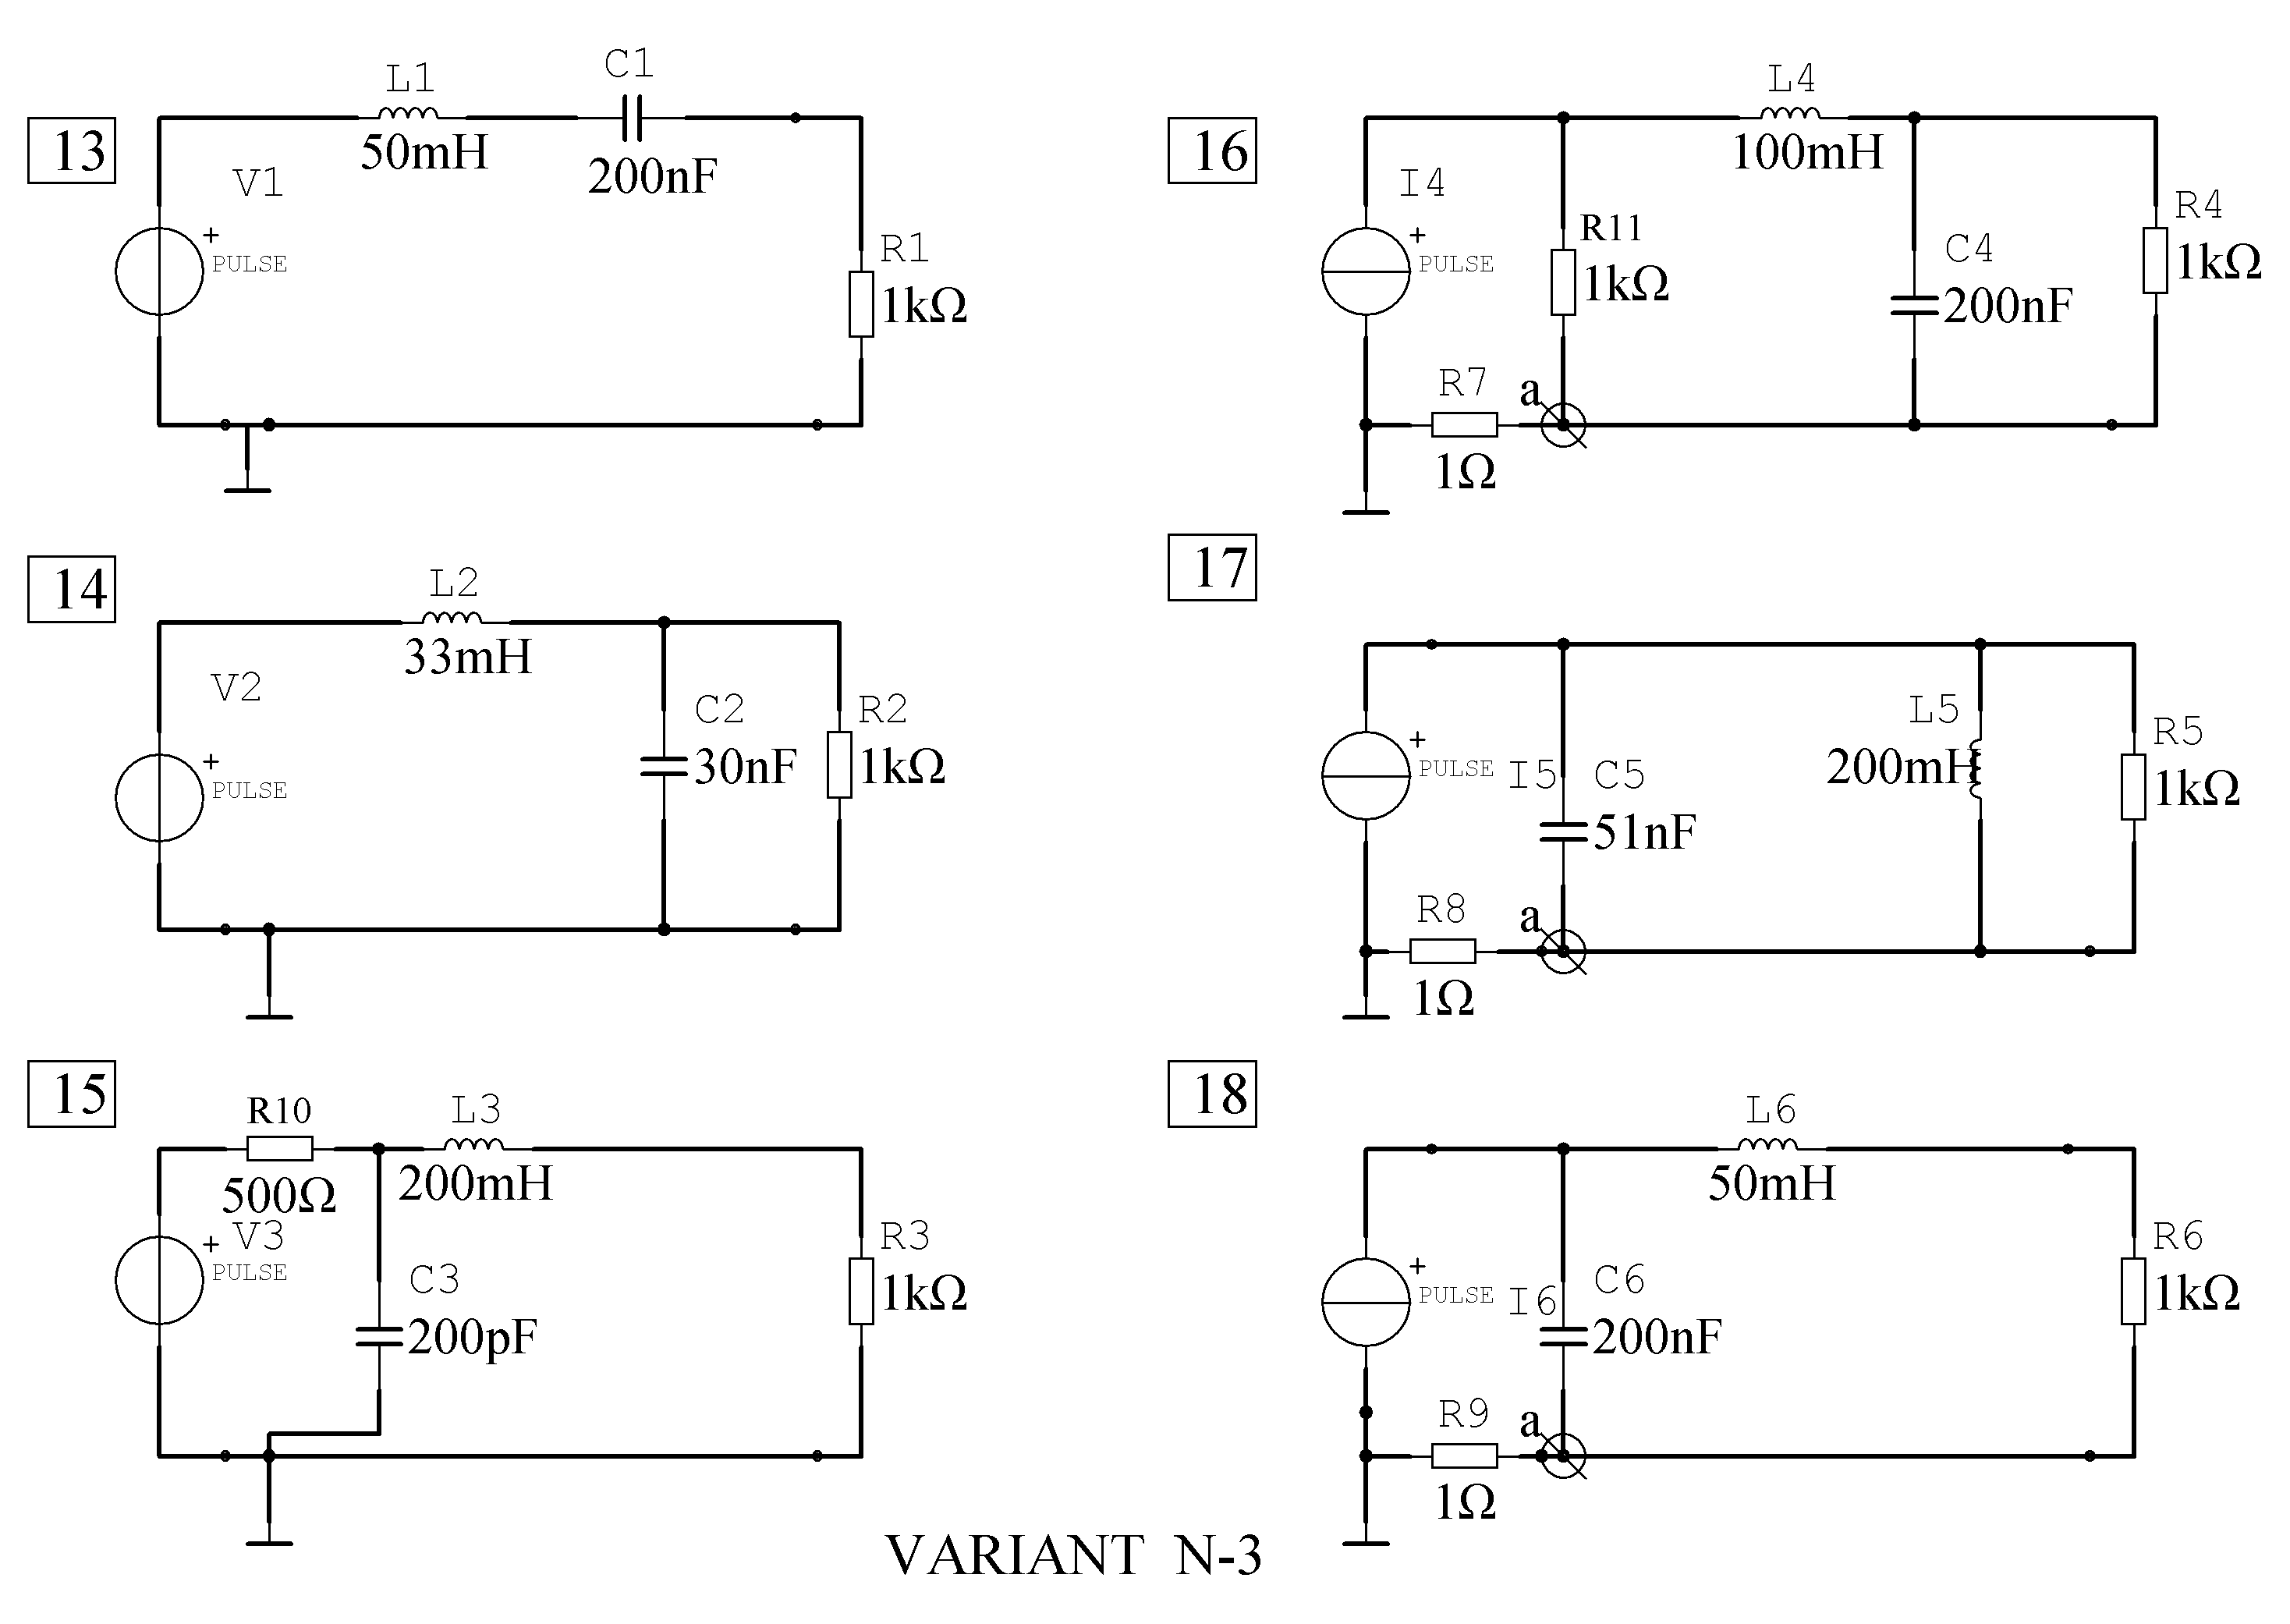 13
L1
50mH
C1
200nF
V1
+
PULSE
R1
1kΩ
14
L2
33mH
V2
+
PULSE
C2
30nF
R2
1kΩ
15
R10
500Ω
L3
200mH
V3
+
PULSE
C3
200pF
R3
1kΩ
16
L4
100mH
I4
+
PULSE
R11
1kΩ
C4
200nF
R4
1kΩ
R7
1Ω
a
17
+
PULSE
I5
C5
51nF
L5
200mH
R5
1kΩ
R8
1Ω
a
18
L6
50mH
+
PULSE
I6
C6
200nF
R6
1kΩ
R9
1Ω
a
VARIANT N-3